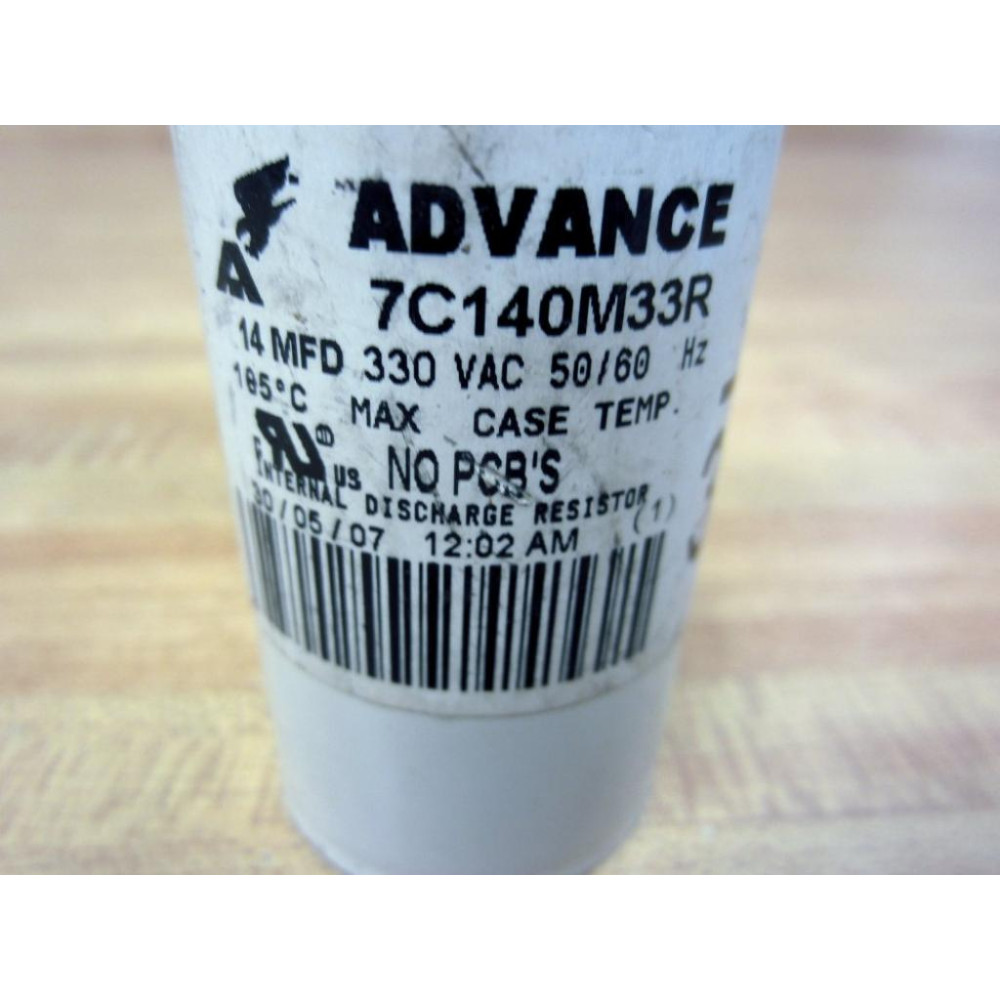 A ADVANCE
7C140M33R
14 MFD 330 VAC 50/60 Hz
105°C MAX CASE TEMP.
c RU ® US NO PCB'S
INTERNAL DISCHARGE RESISTOR
30/05/07 12:02 AM (1)